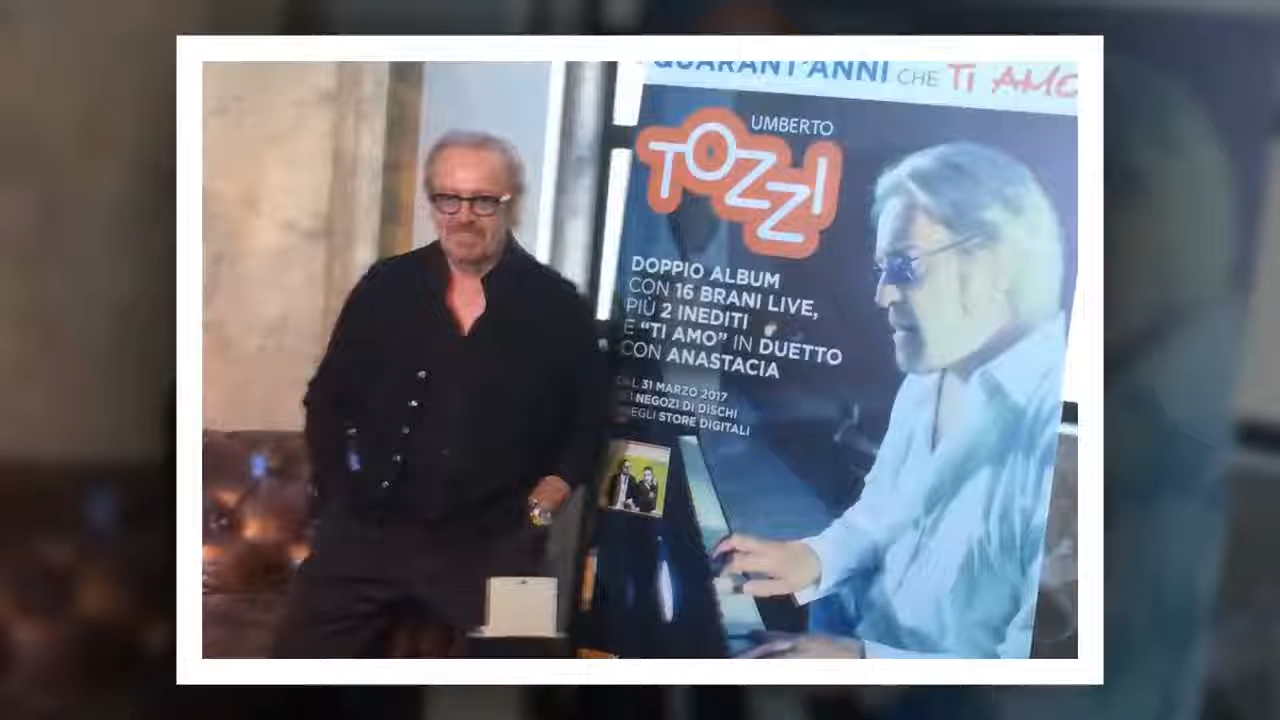 QUARANT'ANNI CHE TI AMO
UMBERTO
TOZZI
DOPPIO ALBUM
CON 16 BRANI LIVE,
PIÙ 2 INEDITI
E "TI AMO" IN DUETTO
CON ANASTACIA
DAL 31 MARZO 2017
NEGOZI DI DISCHI
EGLI STORE DIGITALI